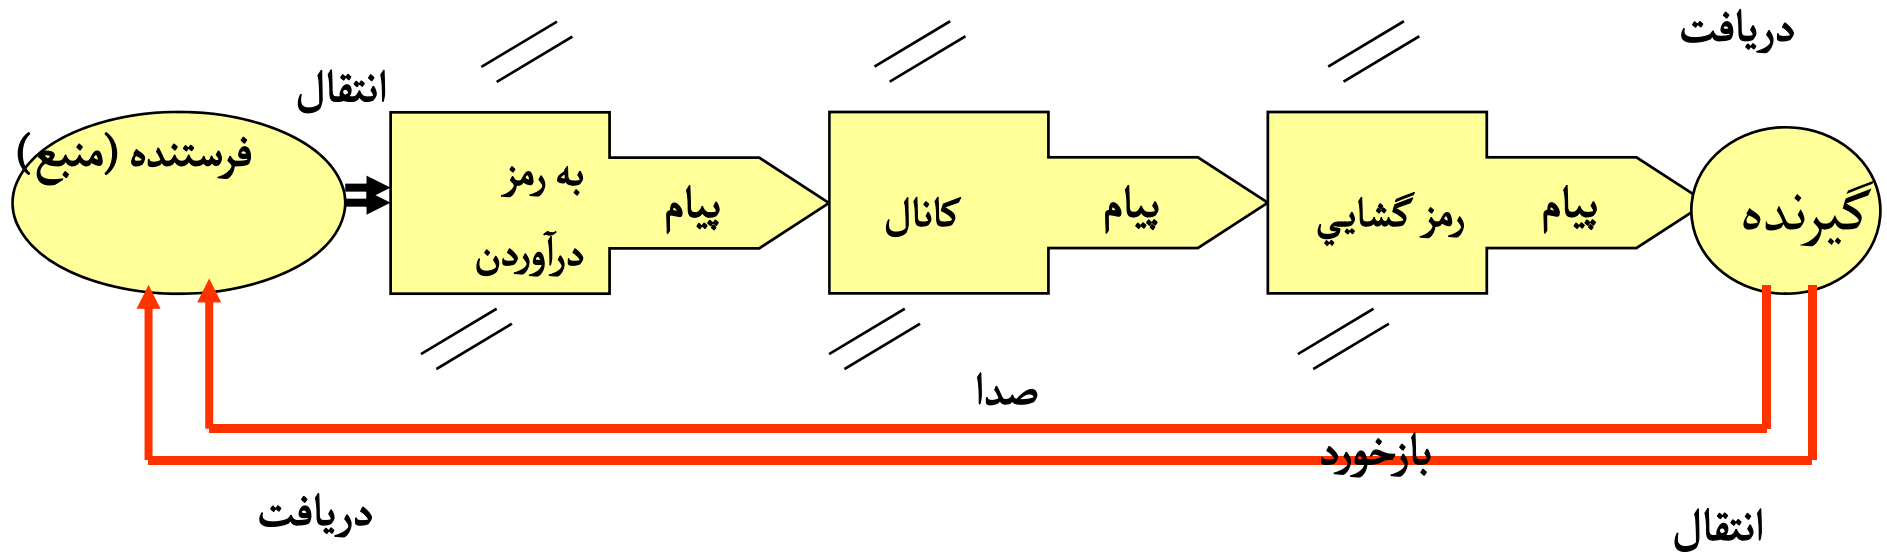 دریافت
انتقال
فرستنده (منبع)
به رمز
درآوردن
پیام
کانال
پیام
رمز گشايي
پیام
گیرنده
صدا
بازخورد
دریافت
انتقال